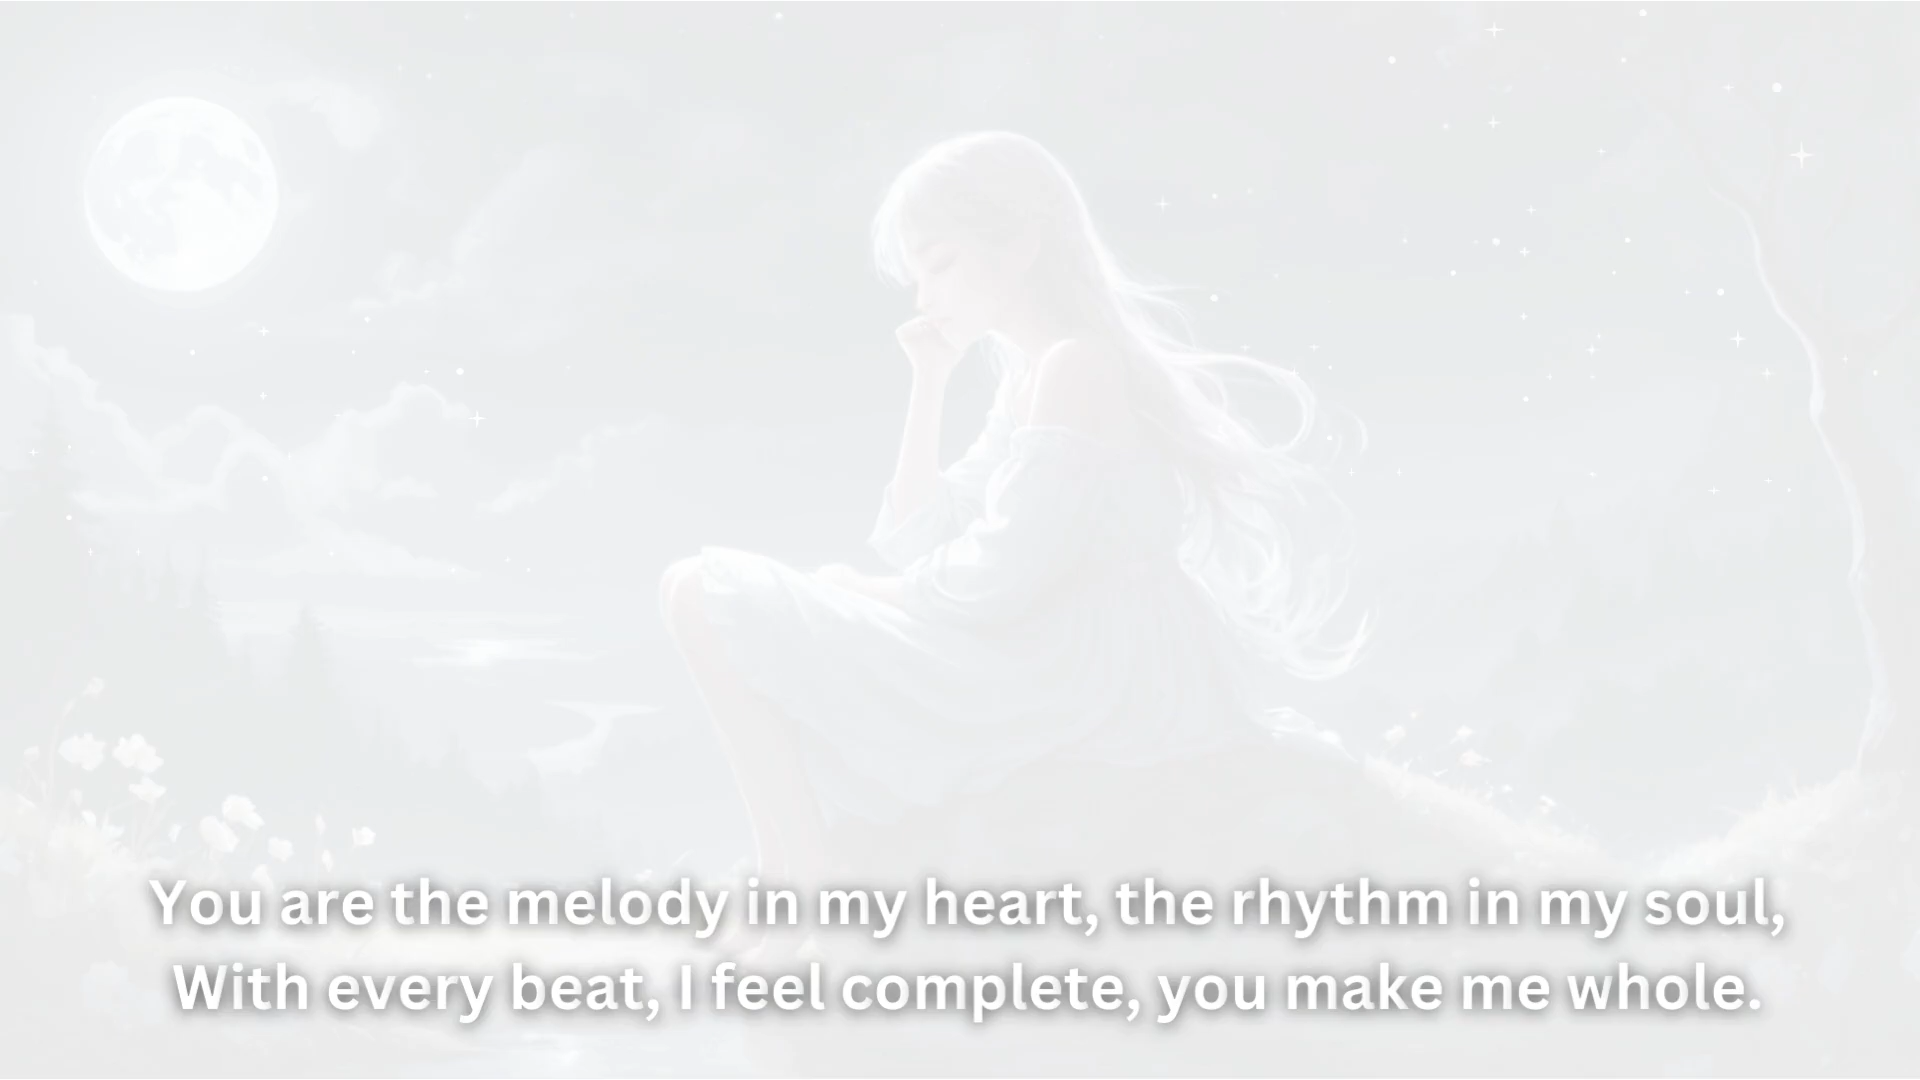 You are the melody in my heart, the rhythm in my soul,
With every beat, I feel complete, you make me whole.